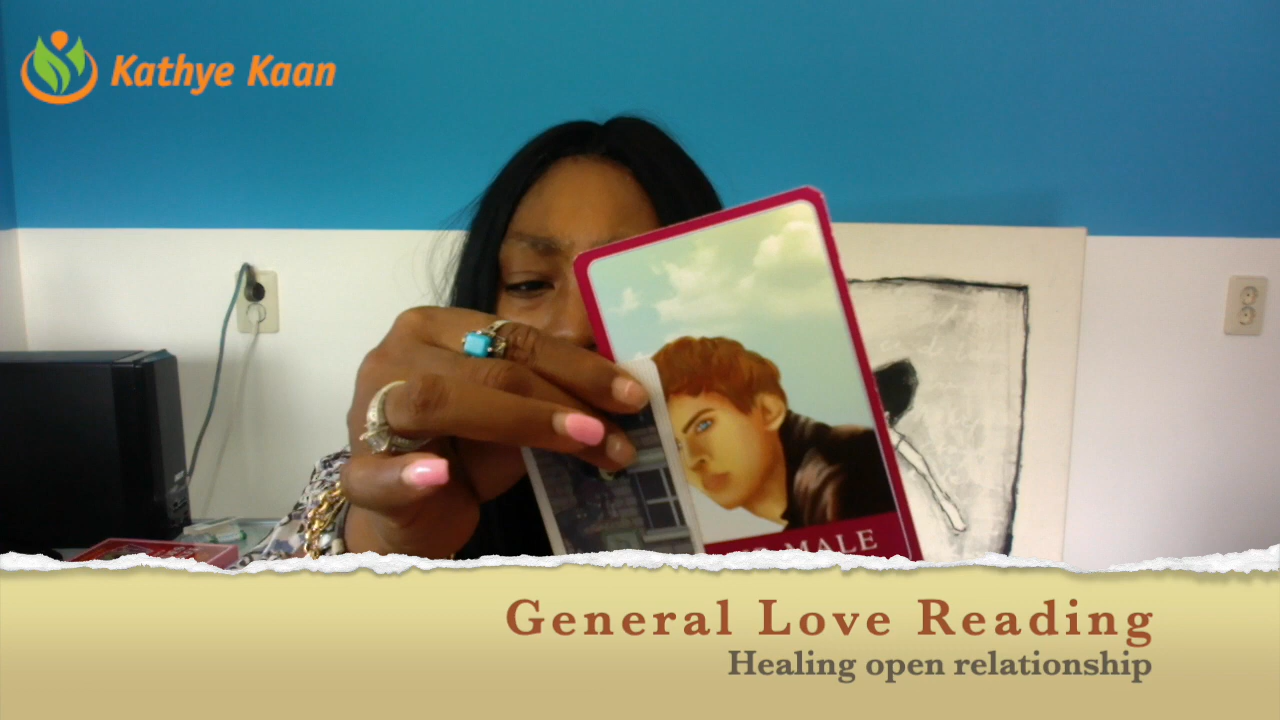 Kathye Kaan
MALE
General Love Reading
Healing open relationship